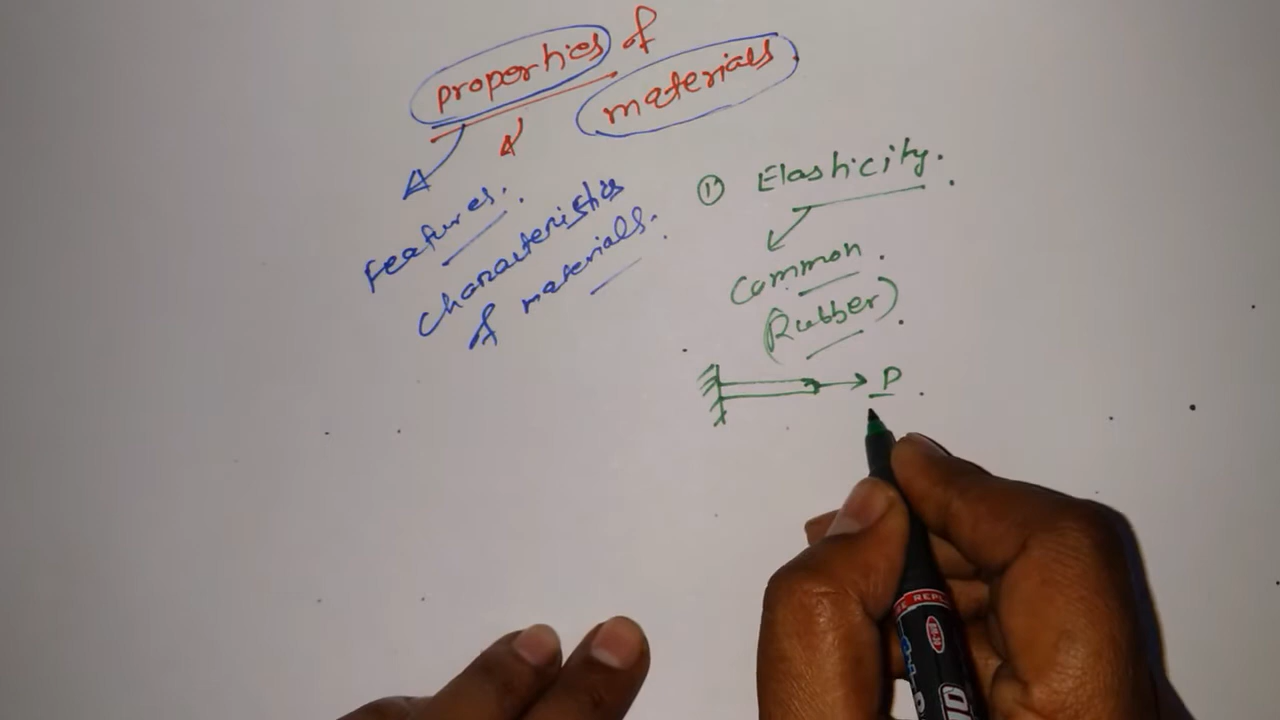 properties of
materials
Features.
characteristics
of materials.
① Elasticity.
Common.
(Rubber).
P